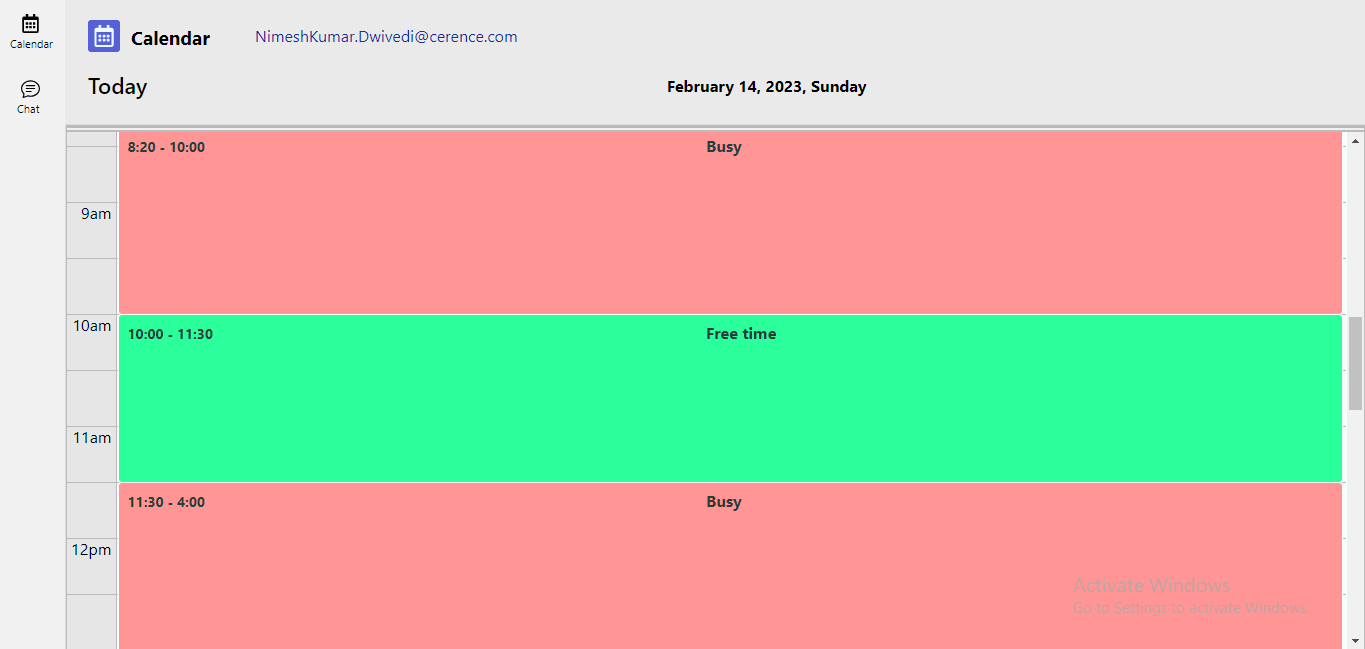 Calendar
Chat
Calendar NimeshKumar.Dwivedi@cerence.com
Today February 14, 2023, Sunday
8:20 - 10:00 Busy
9am
10am
10:00 - 11:30 Free time
11am
11:30 - 4:00 Busy
12pm
Activate Windows
Go to Settings to activate Windows.